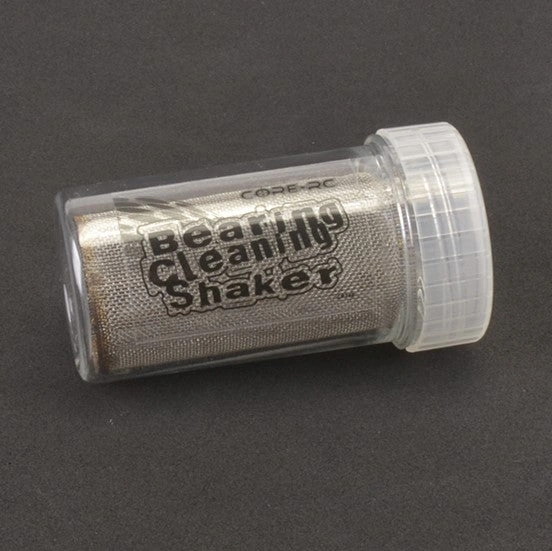 CORE-RC
Bearing
Cleaning
Shaker